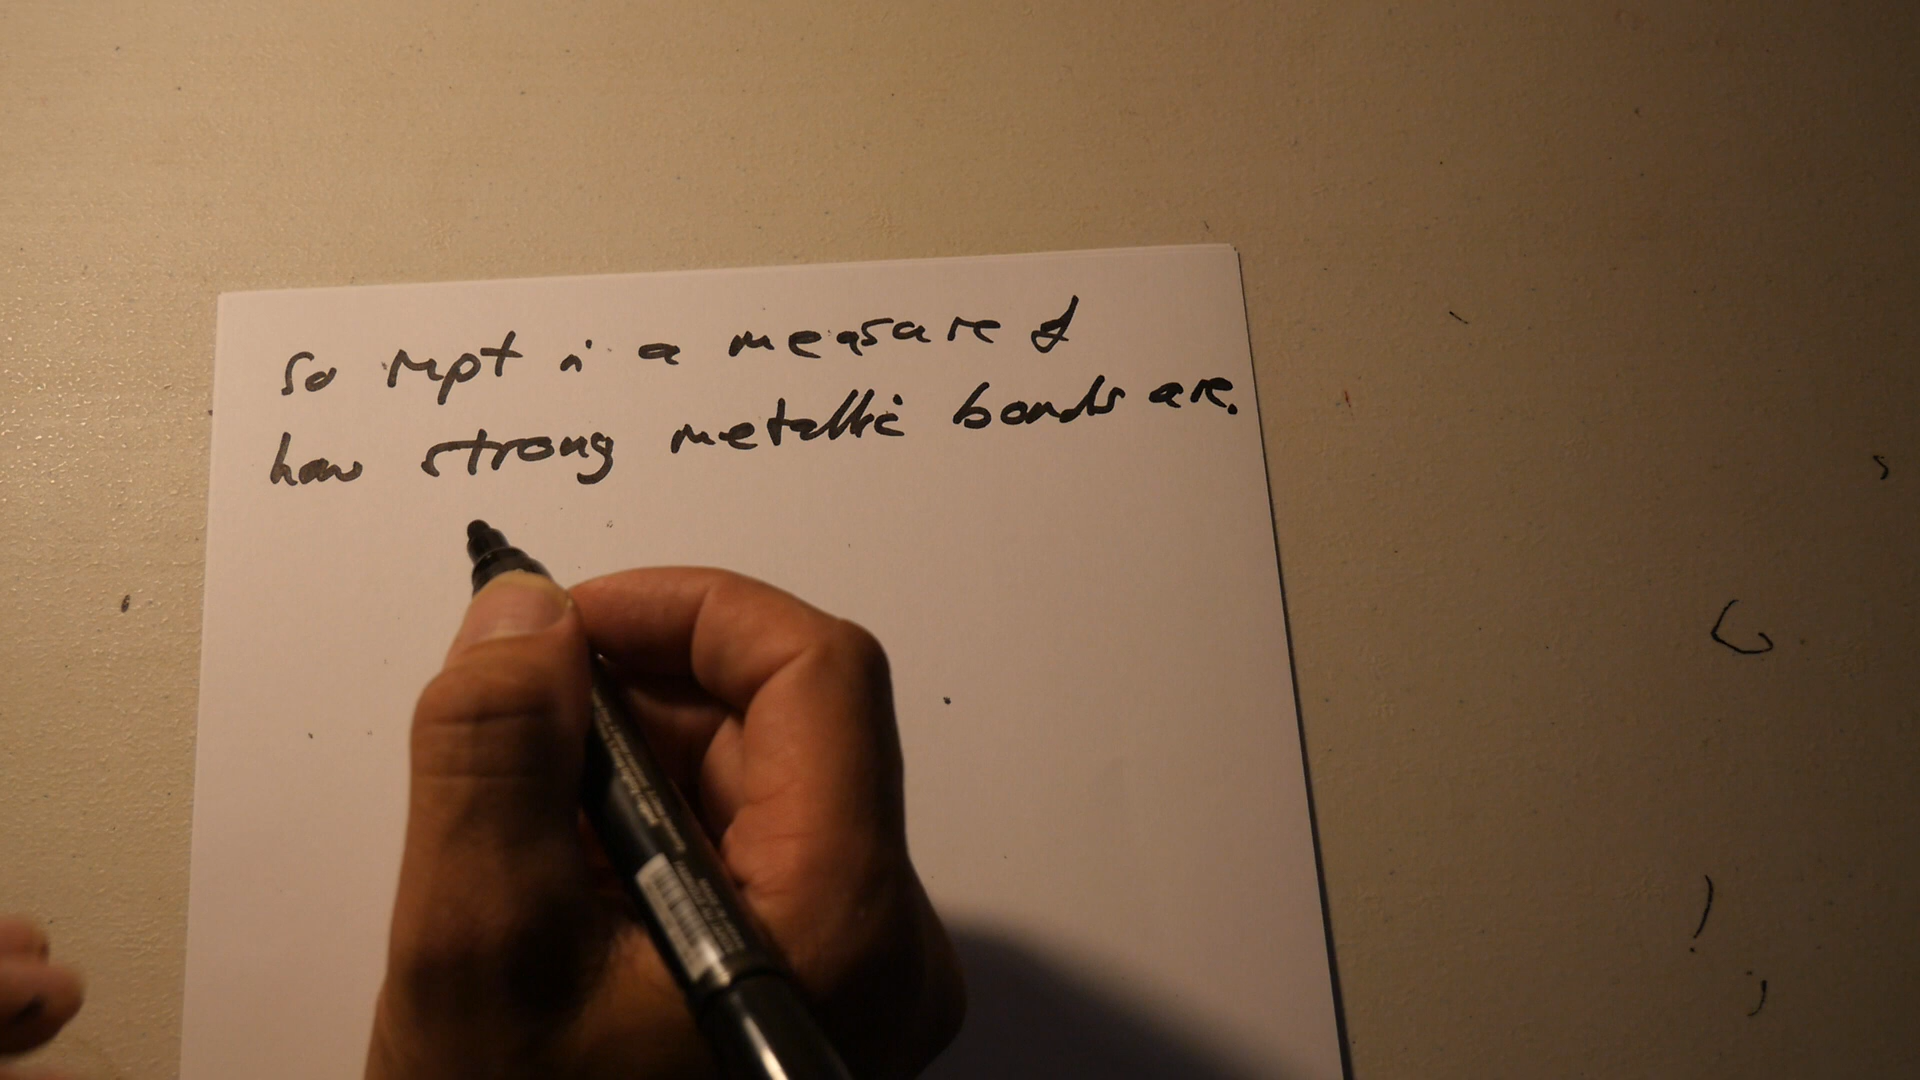 So mpt is a measure of
how strong metallic bonds are.